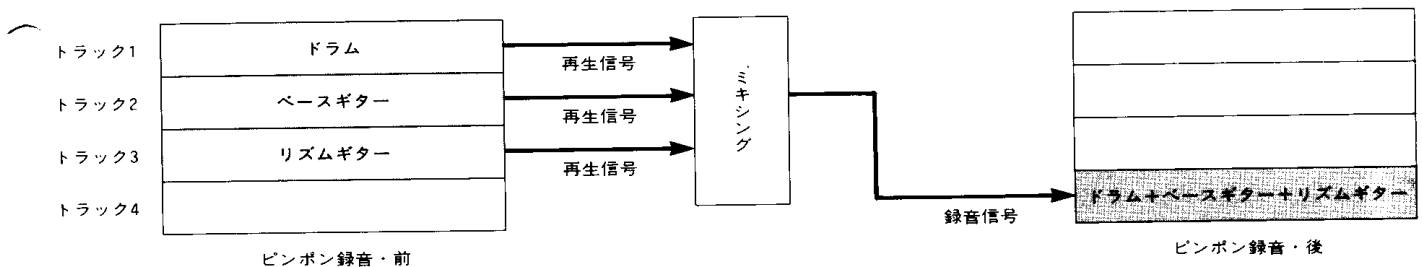 トラック1
ドラム
再生信号
トラック2
ベースギター
再生信号
トラック3
リズムギター
再生信号
トラック4
ミキシング
録音信号
ドラム+ベースギター+リズムギター
ピンポン録音・前
ピンポン録音・後